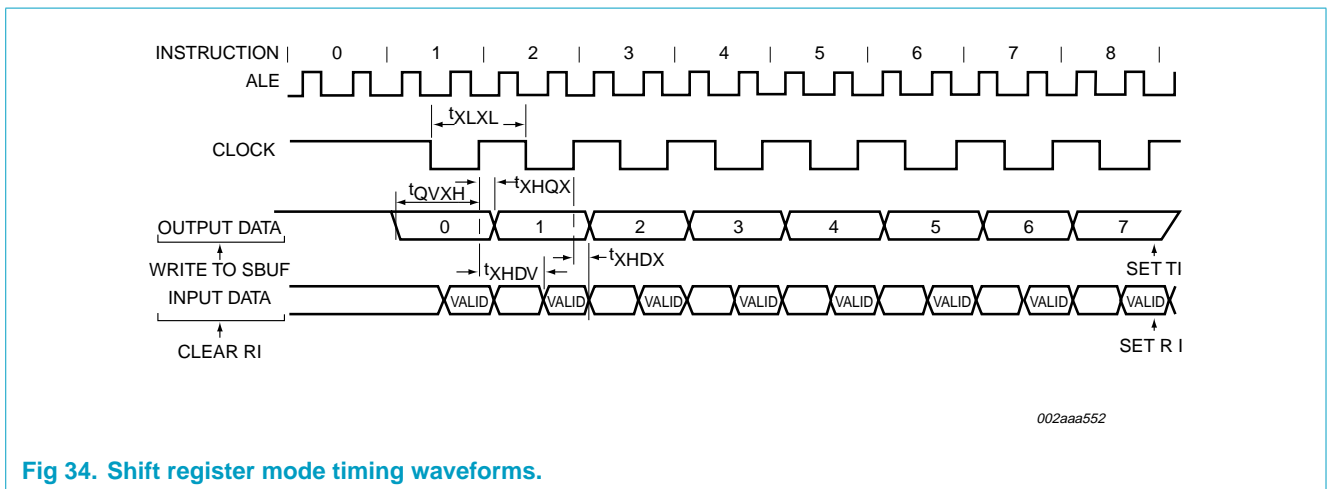 INSTRUCTION | 0 | 1 | 2 | 3 | 4 | 5 | 6 | 7 | 8 |
ALE
tXLXL
CLOCK
tQVXH tXHQX
OUTPUT DATA 0 1 2 3 4 5 6 7
WRITE TO SBUF tXHDV tXHDX SET TI
INPUT DATA VALID VALID VALID VALID VALID VALID VALID VALID
CLEAR RI SET R I
002aaa552
Fig 34. Shift register mode timing waveforms.